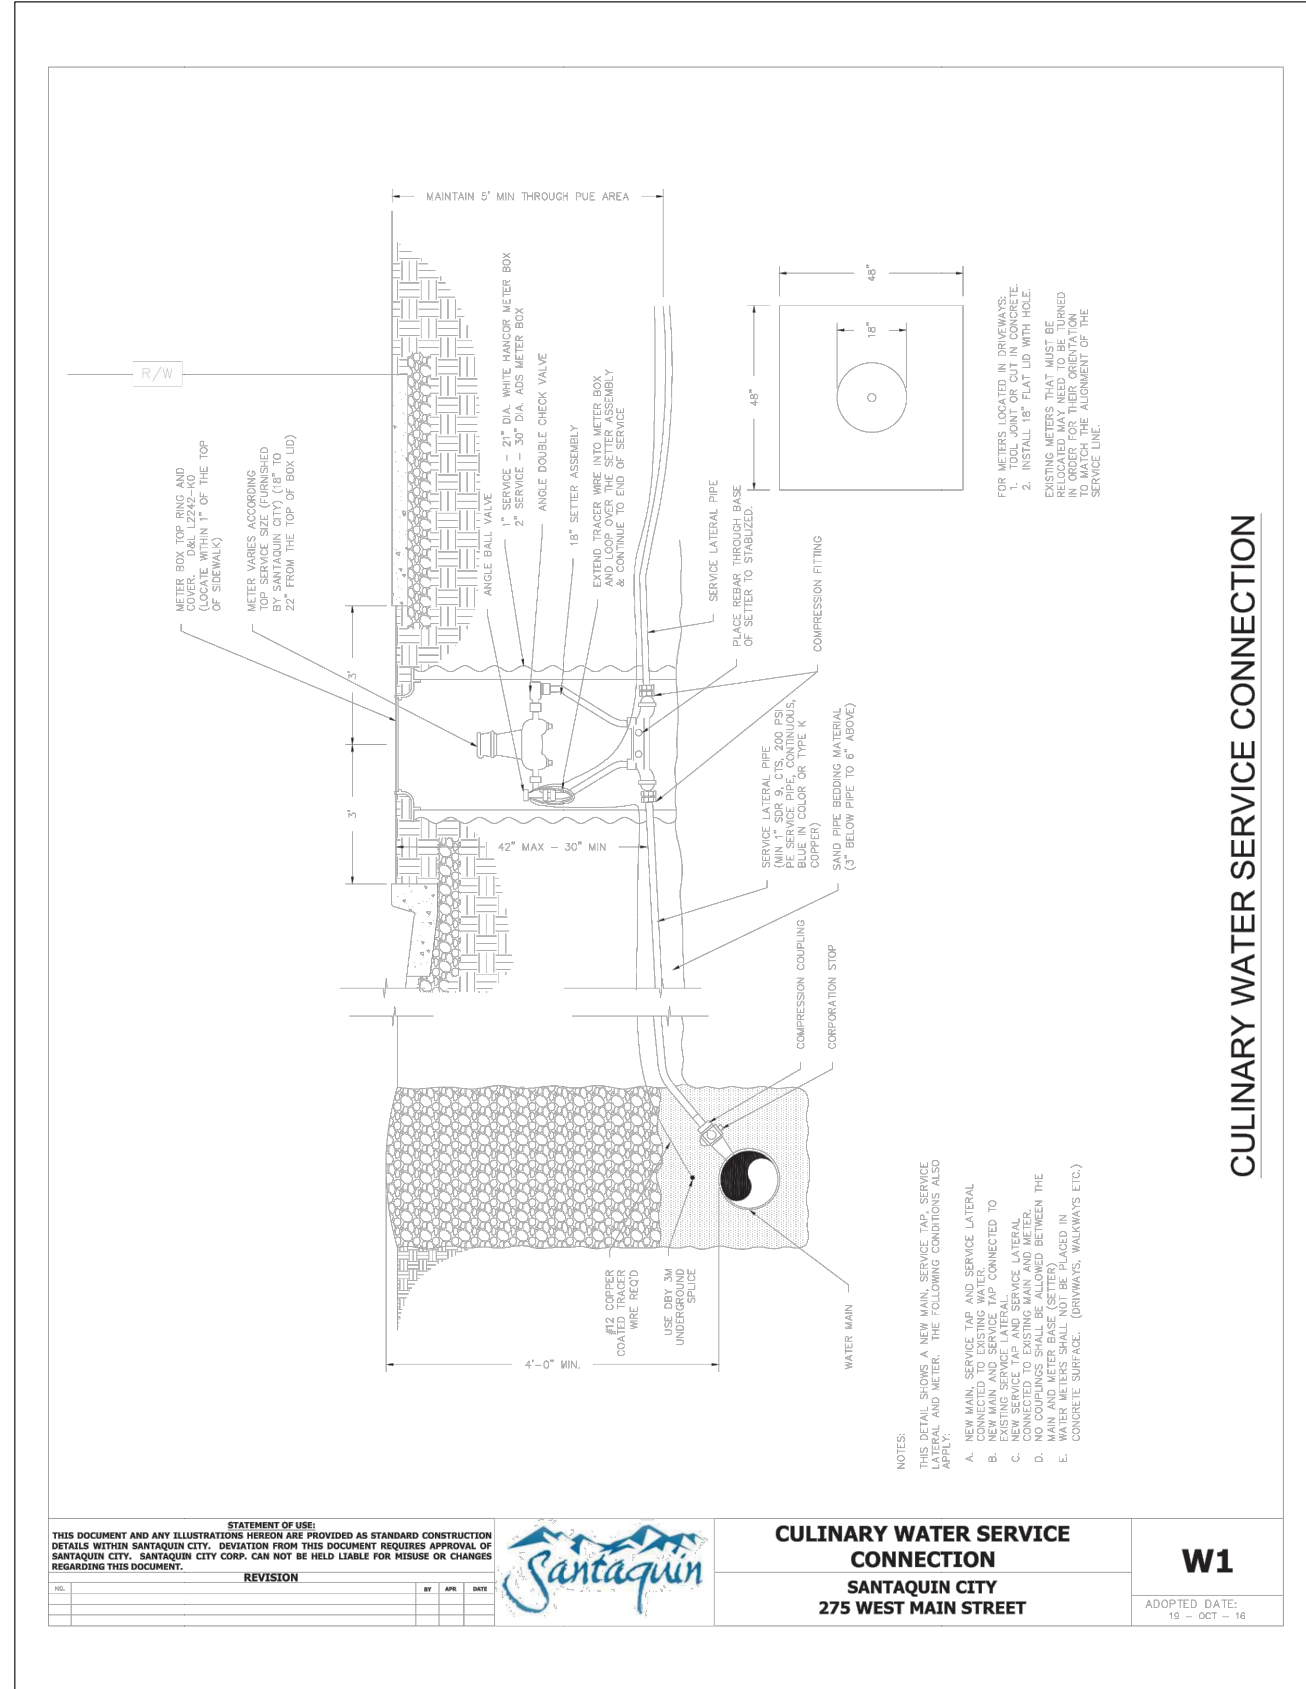 MAINTAIN 5' MIN THROUGH PUE AREA
R/W
METER BOX TOP RING AND
COVER. D&L L2242-K0
(LOCATE WITHIN 1" OF THE TOP
OF SIDEWALK)
METER VARIES ACCORDING
TOP SERVICE SIZE (FURNISHED
BY SANTAQUIN CITY) (18" TO
22" FROM THE TOP OF BOX LID)
3'
3'
ANGLE BALL VALVE
1" SERVICE - 21" DIA. WHITE HANCOR METER BOX
2" SERVICE - 30" DIA. ADS METER BOX
ANGLE DOUBLE CHECK VALVE
18" SETTER ASSEMBLY
EXTEND TRACER WIRE INTO METER BOX
AND LOOP OVER THE SETTER ASSEMBLY
& CONTINUE TO END OF SERVICE
SERVICE LATERAL PIPE
PLACE REBAR THROUGH BASE
OF SETTER TO STABLIZED.
COMPRESSION FITTING
48"
48"
18"
FOR METERS LOCATED IN DRIVEWAYS:
1. TOOL JOINT OR CUT IN CONCRETE.
2. INSTALL 18" FLAT LID WITH HOLE.
EXISTING METERS THAT MUST BE
RELOCATED MAY NEED TO BE TURNED
IN ORDER FOR THEIR ORIENTATION
TO MATCH THE ALIGNMENT OF THE
SERVICE LINE.
42" MAX - 30" MIN
SERVICE LATERAL PIPE
(MIN 1" SDR 9, CTS, 200 PSI
PE SERVICE PIPE, CONTINUOUS,
BLUE IN COLOR OR TYPE K
COPPER)
SAND PIPE BEDDING MATERIAL
(3" BELOW PIPE TO 6" ABOVE)
COMPRESSION COUPLING
CORPORATION STOP
#12 COPPER
COATED TRACER
WIRE REQ'D
USE DBY 3M
UNDERGROUND
SPLICE
4'-0" MIN.
WATER MAIN
NOTES:
THIS DETAIL SHOWS A NEW MAIN, SERVICE TAP, SERVICE
LATERAL AND METER. THE FOLLOWING CONDITIONS ALSO
APPLY:
A. NEW MAIN, SERVICE TAP AND SERVICE LATERAL
CONNECTED TO EXISTING WATER.
B. NEW MAIN AND SERVICE TAP CONNECTED TO
EXISTING SERVICE LATERAL.
C. NEW SERVICE TAP AND SERVICE LATERAL
CONNECTED TO EXISTING MAIN AND METER.
D. NO COUPLINGS SHALL BE ALLOWED BETWEEN THE
MAIN AND METER BASE (SETTER)
E. WATER METERS SHALL NOT BE PLACED IN
CONCRETE SURFACE. (DRIVWAYS, WALKWAYS ETC.)
CULINARY WATER SERVICE CONNECTION
STATEMENT OF USE:
THIS DOCUMENT AND ANY ILLUSTRATIONS HEREON ARE PROVIDED AS STANDARD CONSTRUCTION
DETAILS WITHIN SANTAQUIN CITY. DEVIATION FROM THIS DOCUMENT REQUIRES APPROVAL OF
SANTAQUIN CITY. SANTAQUIN CITY CORP. CAN NOT BE HELD LIABLE FOR MISUSE OR CHANGES
REGARDING THIS DOCUMENT.
REVISION
NO. BY APR. DATE
Santaquin
CULINARY WATER SERVICE
CONNECTION
SANTAQUIN CITY
275 WEST MAIN STREET
W1
ADOPTED DATE:
19 - OCT - 16